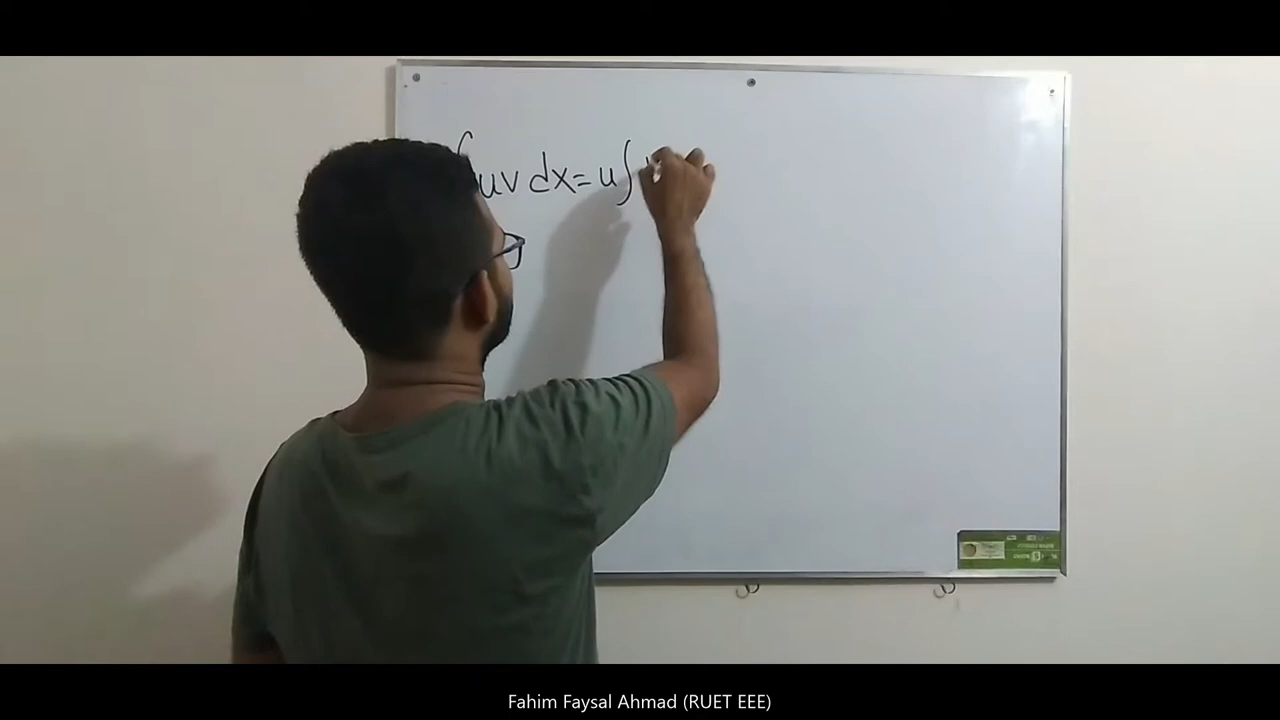 ∫uv dx = u∫
Fahim Faysal Ahmad (RUET EEE)